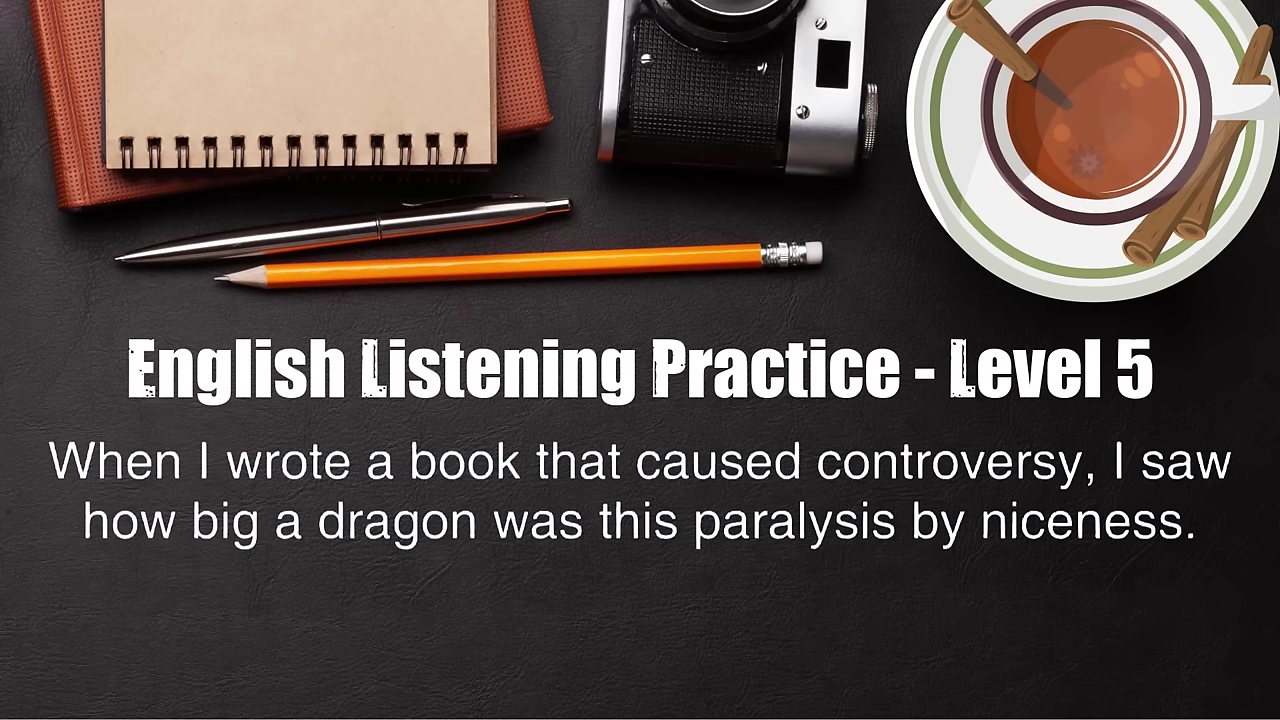 English Listening Practice - Level 5
When I wrote a book that caused controversy, I saw
how big a dragon was this paralysis by niceness.